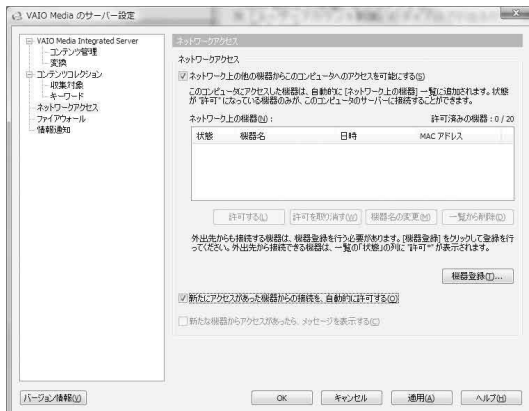 VAIO Media のサーバー設定
VAIO Media Integrated Server
コンテンツ管理
変換
コンテンツコレクション
収集対象
キーワード
ネットワークアクセス
ファイアウォール
情報通知
ネットワークアクセス
ネットワークアクセス
ネットワーク上の他の機器からこのコンピュータへのアクセスを可能にする(S)
このコンピュータにアクセスした機器は、自動的に [ネットワーク上の機器] 一覧に追加されます。状態
が "許可" になっている機器のみが、このコンピュータのサーバーに接続することができます。
ネットワーク上の機器(N) : 許可済みの機器 : 0 / 20
状態 機器名 日時 MAC アドレス
許可する(L) 許可を取り消す(W) 機器名の変更(M) 一覧から削除(D)
外出先からも接続する機器は、機器登録を行う必要があります。[機器登録] をクリックして登録を行
ってください。外出先から接続できる機器は、一覧の「状態」の列に "許可*" が表示されます。
機器登録(T)...
新たにアクセスがあった機器からの接続を、自動的に許可する(O)
新たな機器からアクセスがあったら、メッセージを表示する(C)
バージョン情報(V) OK キャンセル 適用(A) ヘルプ(H)